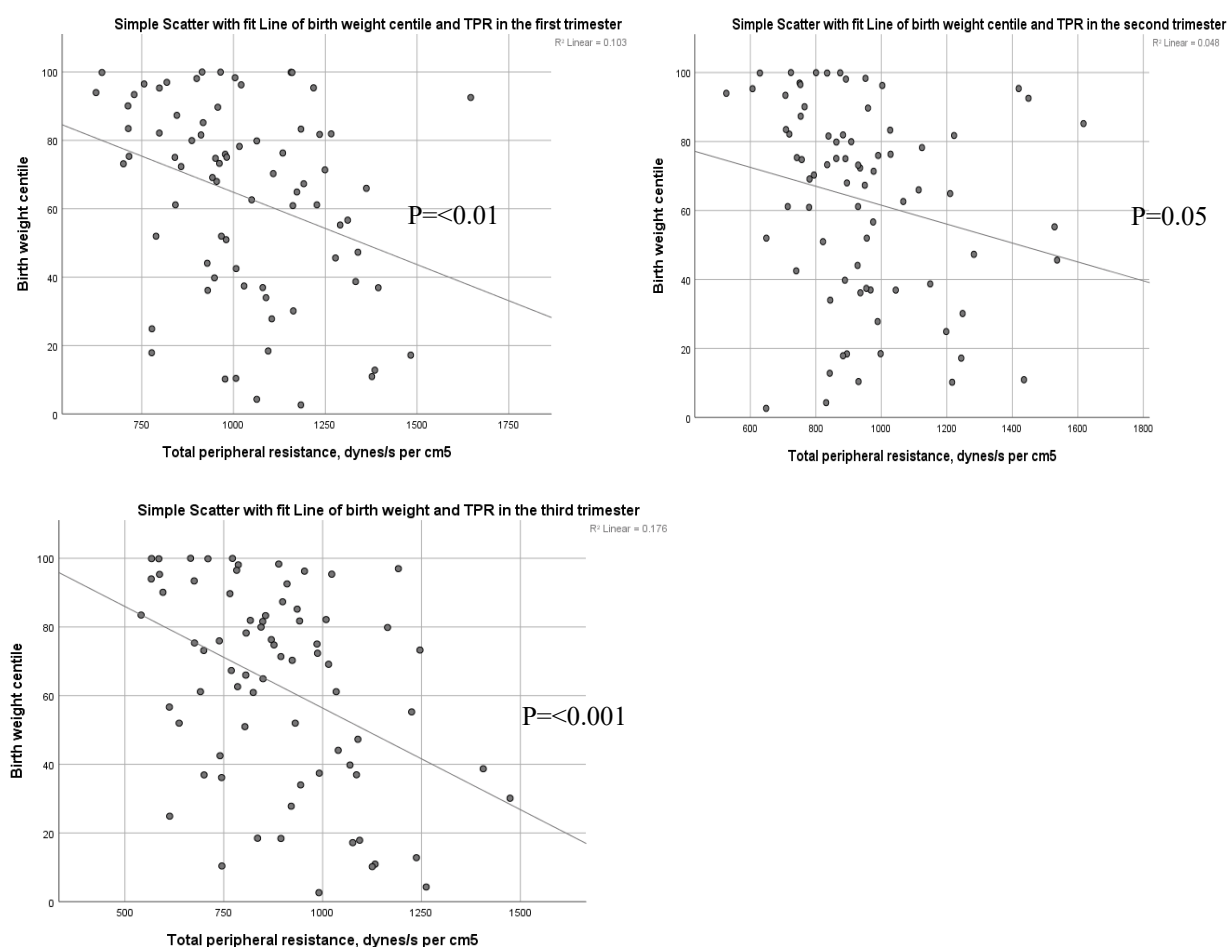 Simple Scatter with fit Line of birth weight centile and TPR in the first trimester
R² Linear = 0.103
100
80
60
40
20
0
Birth weight centile
P=<0.01
750
1000
1250
1500
1750
Total peripheral resistance, dynes/s per cm5
Simple Scatter with fit Line of birth weight centile and TPR in the second trimester
R² Linear = 0.048
100
80
60
40
20
0
Birth weight centile
P=0.05
600
800
1000
1200
1400
1600
1800
Total peripheral resistance, dynes/s per cm5
Simple Scatter with fit Line of birth weight and TPR in the third trimester
R² Linear = 0.176
100
80
60
40
20
0
Birth weight centile
P=<0.001
500
750
1000
1250
1500
Total peripheral resistance, dynes/s per cm5